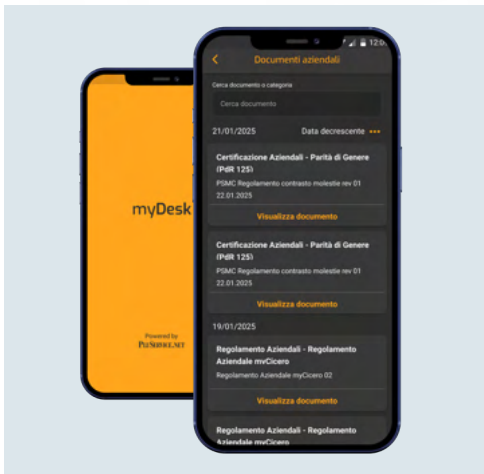 myDesk
Powered by
PluService.net
12:0
Documenti aziendali
Cerca documento o categoria
Cerca documento
21/01/2025
Data decrescente
Certificazione Aziendali - Parità di Genere
(PdR 125)
PSMC Regolamento contrasto molestie rev 01
22.01.2025
Visualizza documento
Certificazione Aziendali - Parità di Genere
(PdR 125)
PSMC Regolamento contrasto molestie rev 01
22.01.2025
Visualizza documento
19/01/2025
Regolamento Aziendali - Regolamento
Aziendale myCicero
Regolamento Aziendale myCicero 02
Visualizza documento
Regolamento Aziendali - Regolamento
Aziendale myCicero